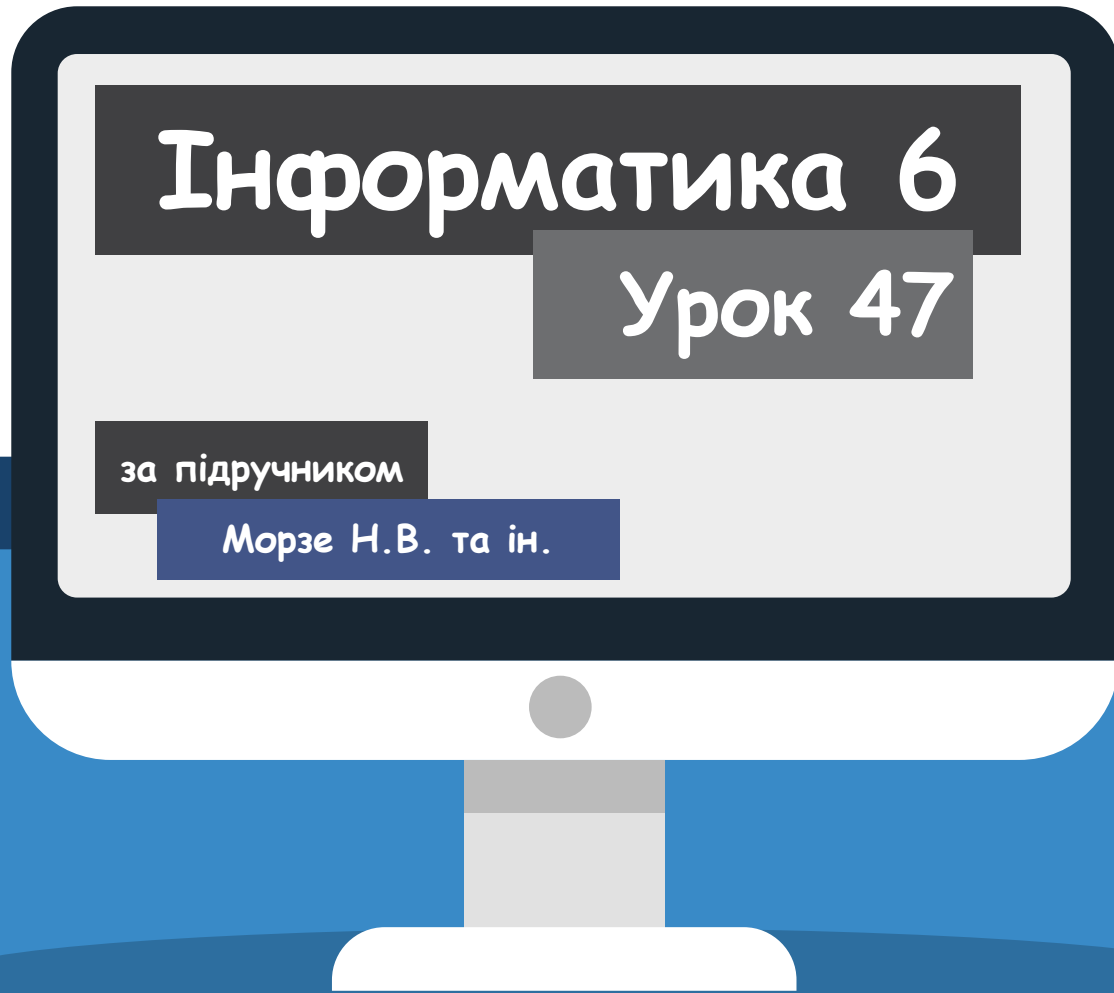 Інформатика 6
Урок 47
за підручником
Морзе Н.В. та ін.